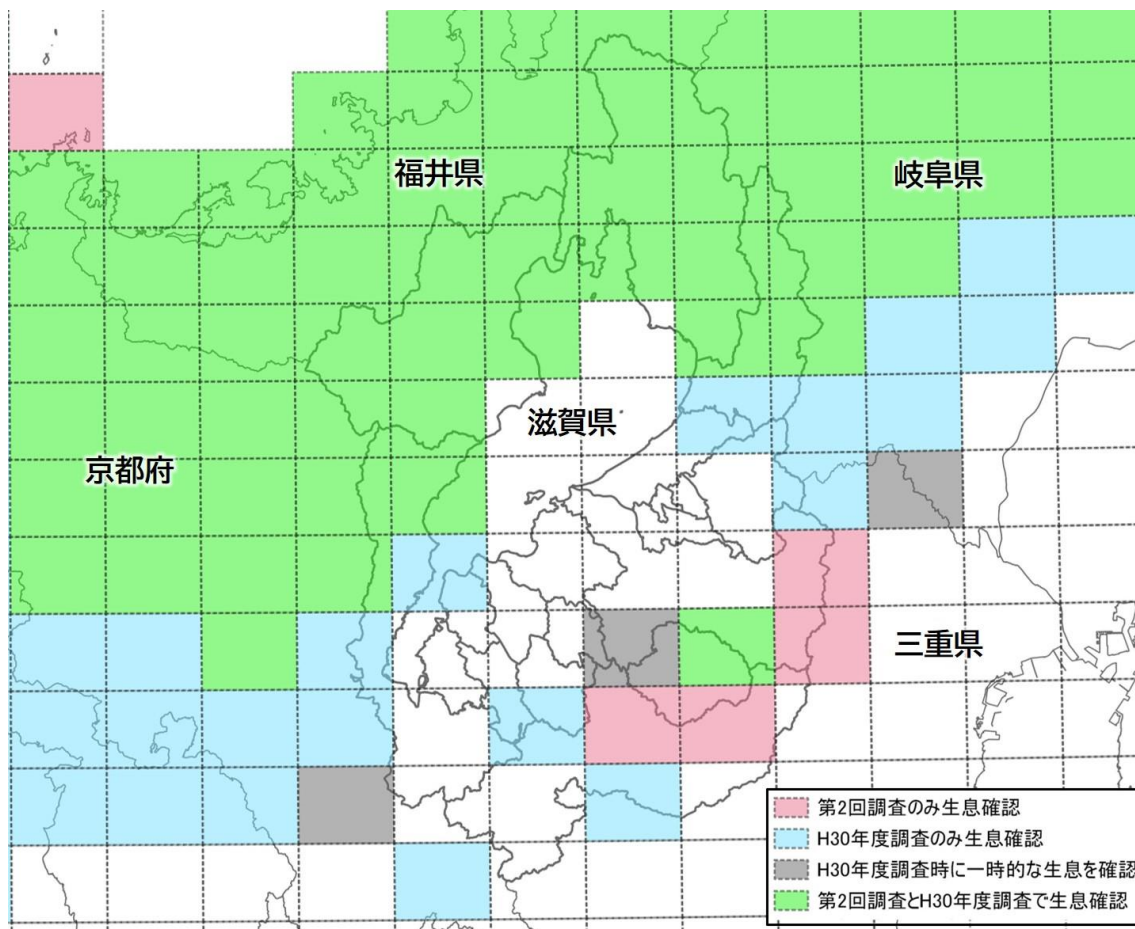 福井県
岐阜県
滋賀県
京都府
三重県
第2回調査のみ生息確認
H30年度調査のみ生息確認
H30年度調査時に一時的な生息を確認
第2回調査とH30年度調査で生息確認